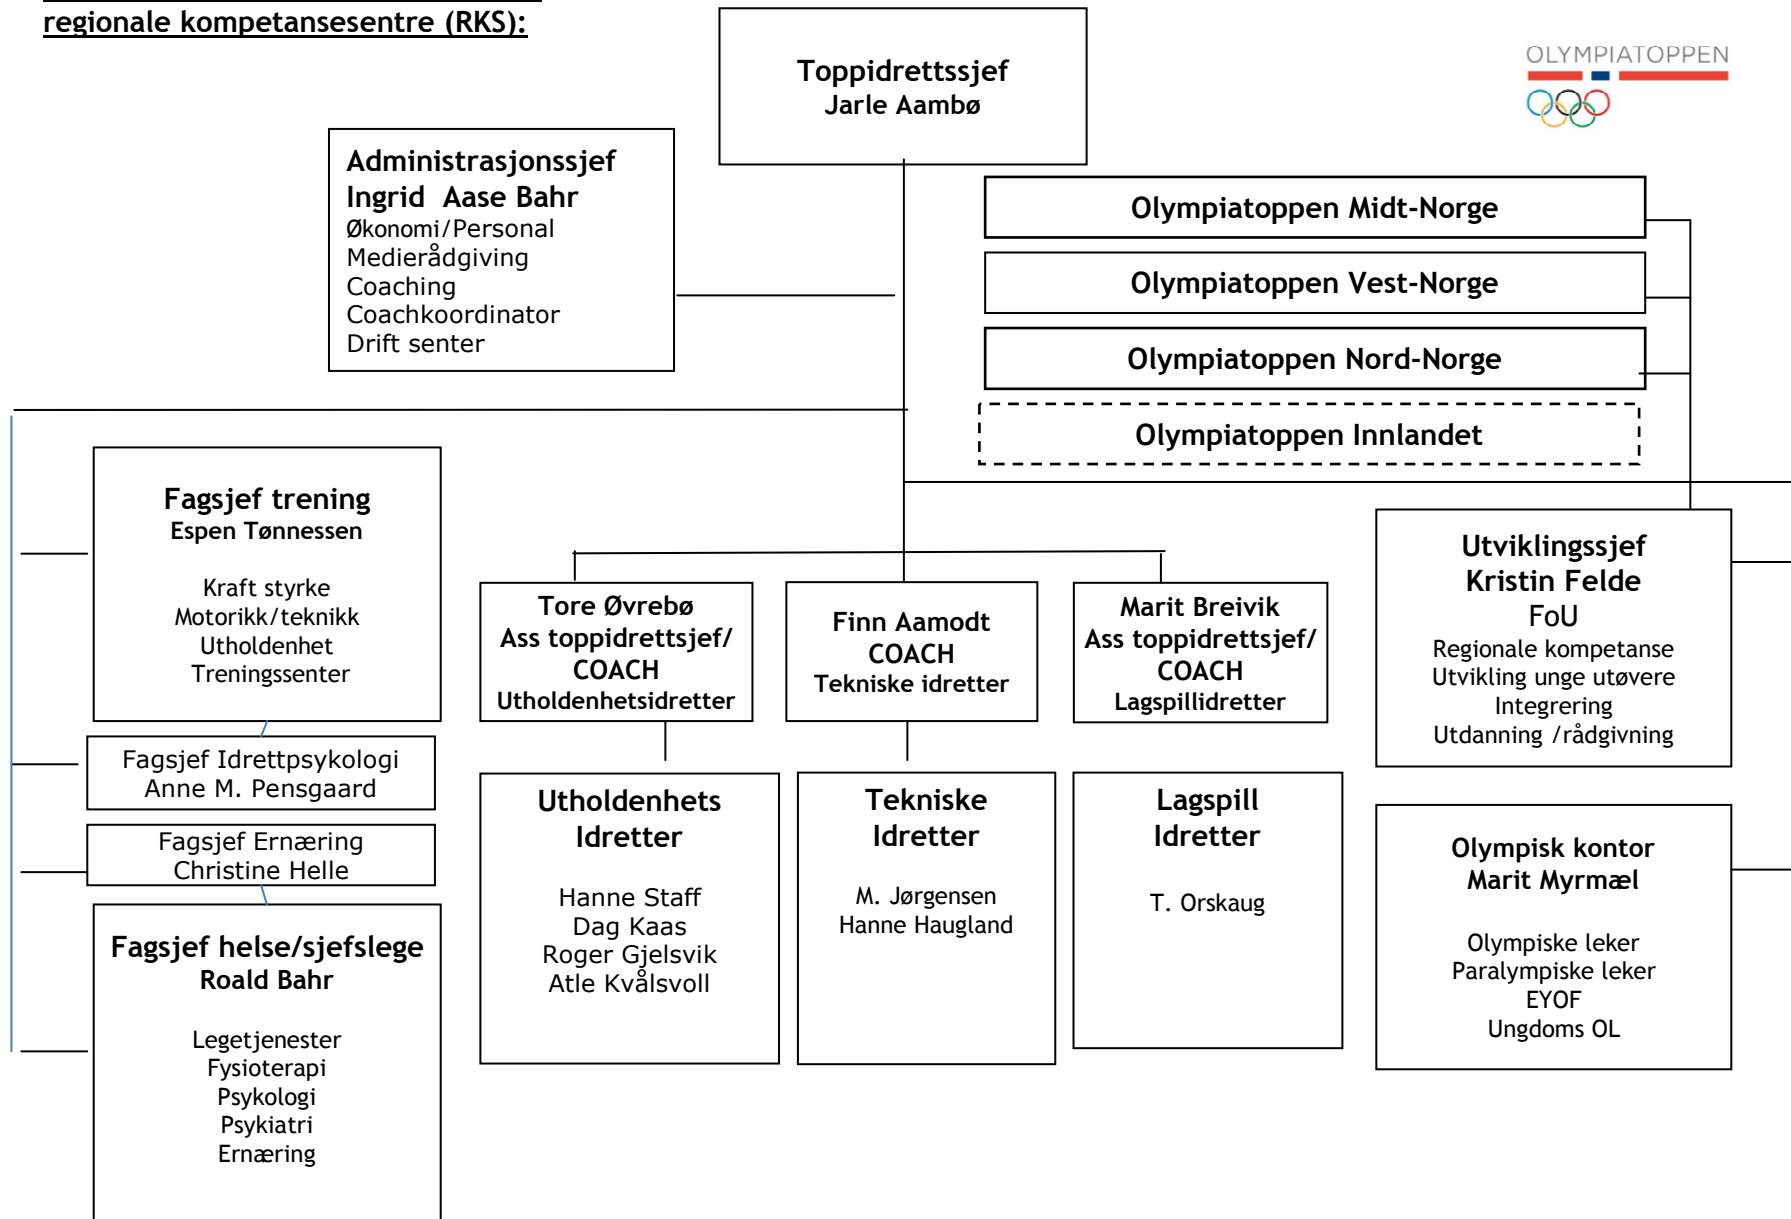 regionale kompetansesentre (RKS):
Toppidrettssjef
Jarle Aambø
OLYMPIATOPPEN
Administrasjonssjef
Ingrid Aase Bahr
Økonomi/Personal
Medierådgiving
Coaching
Coachkoordinator
Drift senter
Olympiatoppen Midt-Norge
Olympiatoppen Vest-Norge
Olympiatoppen Nord-Norge
Olympiatoppen Innlandet
Fagsjef trening
Espen Tønnessen
Kraft styrke
Motorikk/teknikk
Utholdenhet
Treningssenter
Tore Øvrebø
Ass toppidrettsjef/
COACH
Utholdenhetsidretter
Finn Aamodt
COACH
Tekniske idretter
Marit Breivik
Ass toppidrettsjef/
COACH
Lagspillidretter
Utviklingssjef
Kristin Felde
FoU
Regionale kompetanse
Utvikling unge utøvere
Integrering
Utdanning /rådgivning
Fagsjef Idrettpsykologi
Anne M. Pensgaard
Fagsjef Ernæring
Christine Helle
Fagsjef helse/sjefslege
Roald Bahr
Legetjenester
Fysioterapi
Psykologi
Psykiatri
Ernæring
Utholdenhets
Idretter
Hanne Staff
Dag Kaas
Roger Gjelsvik
Atle Kvålsvoll
Tekniske
Idretter
M. Jørgensen
Hanne Haugland
Lagspill
Idretter
T. Orskaug
Olympisk kontor
Marit Myrmæl
Olympiske leker
Paralympiske leker
EYOF
Ungdoms OL